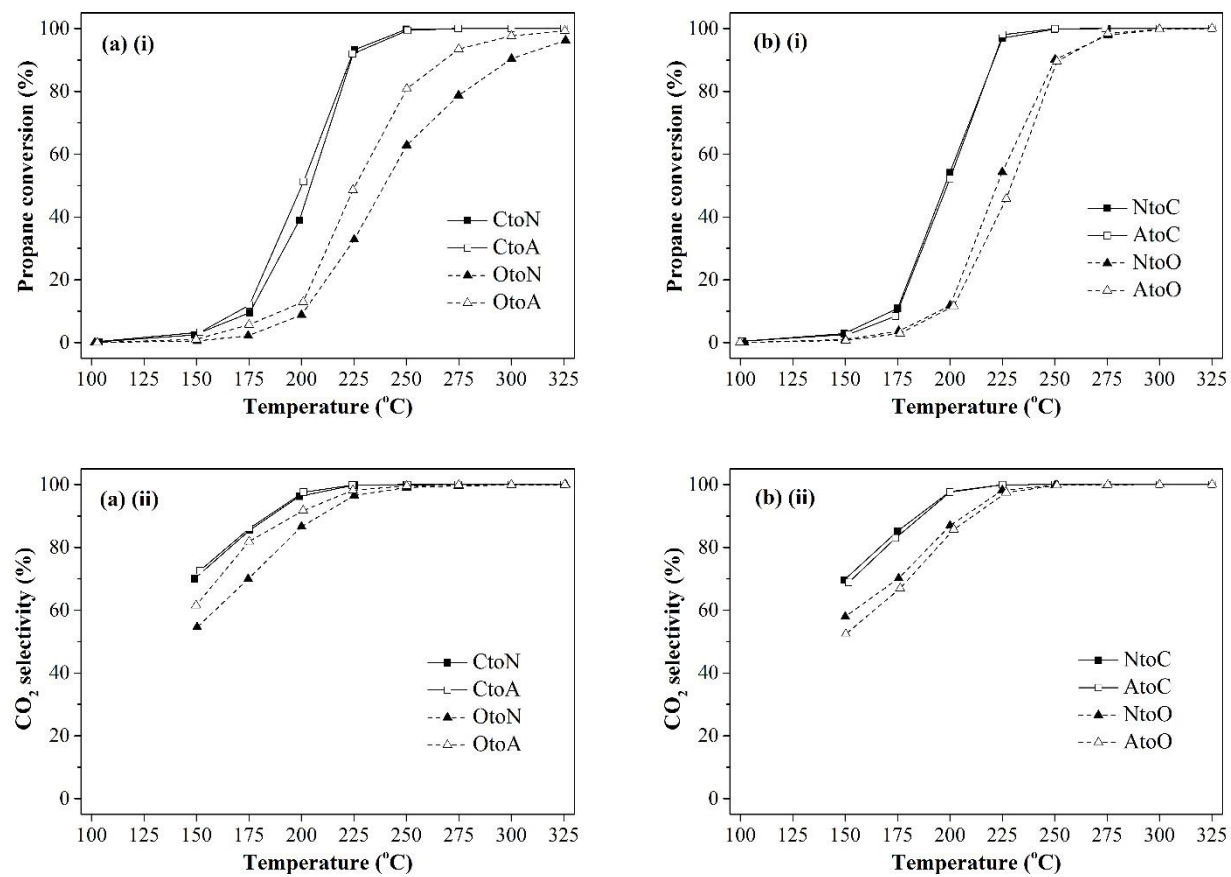 (a) (i)
Propane conversion (%)
100
80
60
40
20
0
CtoN
CtoA
OtoN
OtoA
100 125 150 175 200 225 250 275 300 325
Temperature (°C)
(b) (i)
Propane conversion (%)
100
80
60
40
20
0
NtoC
AtoC
NtoO
AtoO
100 125 150 175 200 225 250 275 300 325
Temperature (°C)
(a) (ii)
CO₂ selectivity (%)
100
80
60
40
20
0
CtoN
CtoA
OtoN
OtoA
100 125 150 175 200 225 250 275 300 325
Temperature (°C)
(b) (ii)
CO₂ selectivity (%)
100
80
60
40
20
0
NtoC
AtoC
NtoO
AtoO
100 125 150 175 200 225 250 275 300 325
Temperature (°C)